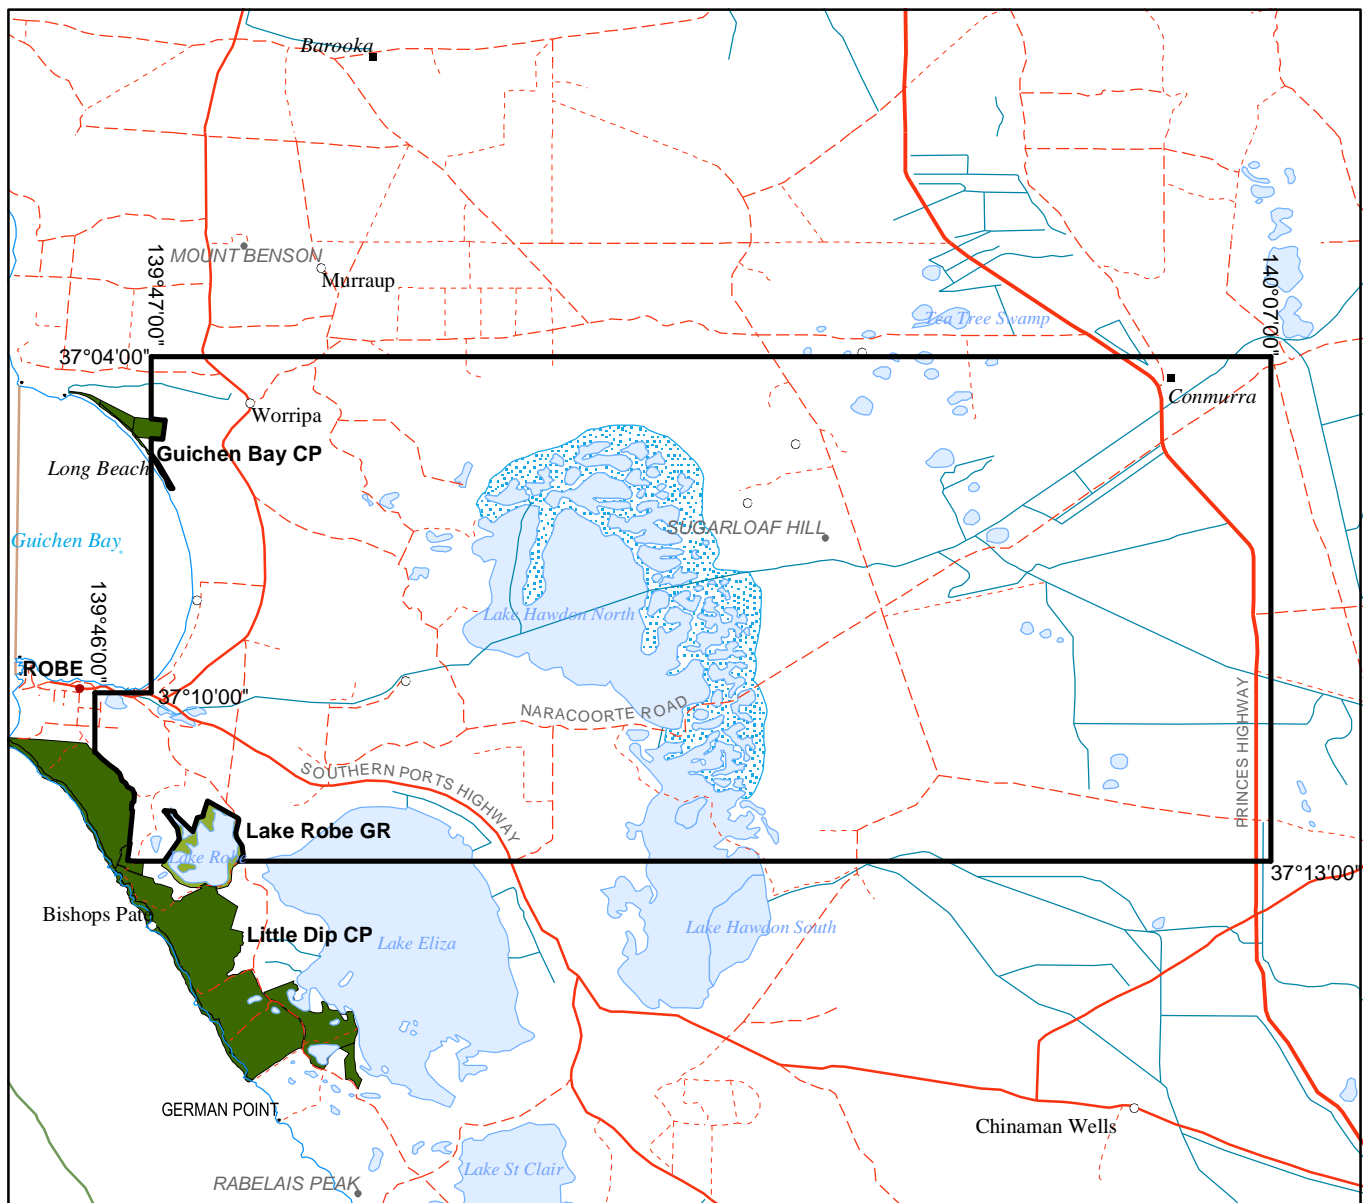 Barooka
MOUNT BENSON
Murraup
139°47'00"
140°07'00"
Tea Tree Swamp
37°04'00"
Conmurra
Worripa
Guichen Bay CP
Long Beach
SUGARLOAF HILL
Guichen Bay
139°46'00"
Lake Hawdon North
ROBE
37°10'00"
NARACOORTE ROAD
PRINCES HIGHWAY
SOUTHERN PORTS HIGHWAY
Lake Robe GR
Lake Robe
37°13'00"
Bishops Pate
Little Dip CP
Lake Eliza
Lake Hawdon South
GERMAN POINT
Chinaman Wells
Lake St Clair
RABELAIS PEAK